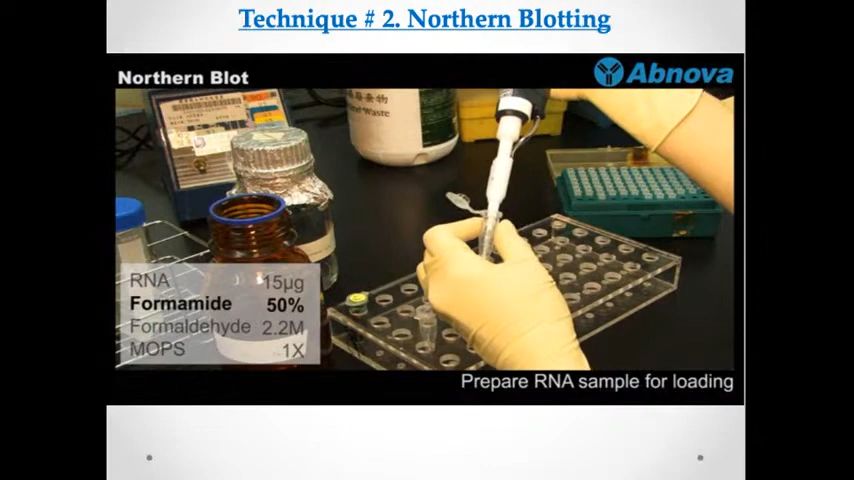 Technique # 2. Northern Blotting
Northern Blot
Abnova
RNA 15µg
Formamide 50%
Formaldehyde 2.2M
MOPS 1X
Prepare RNA sample for loading
Waste